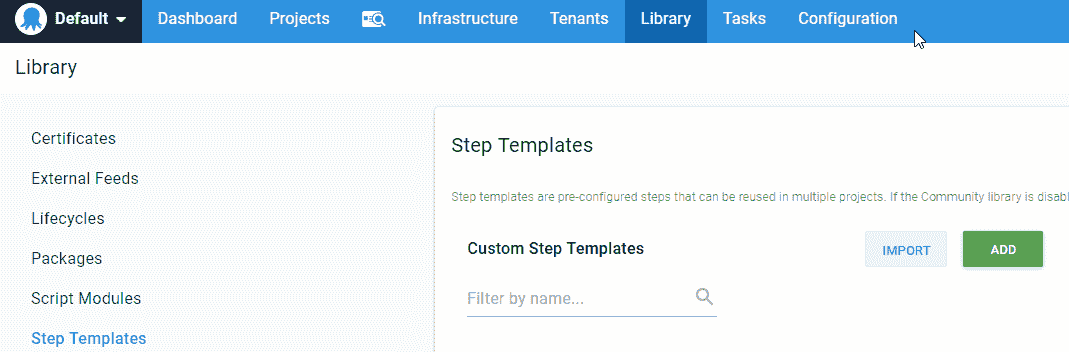 Default Dashboard Projects Infrastructure Tenants Library Tasks Configuration
Library
Certificates
External Feeds
Lifecycles
Packages
Script Modules
Step Templates
Step Templates
Step templates are pre-configured steps that can be reused in multiple projects. If the Community library is disabl
Custom Step Templates IMPORT ADD
Filter by name...